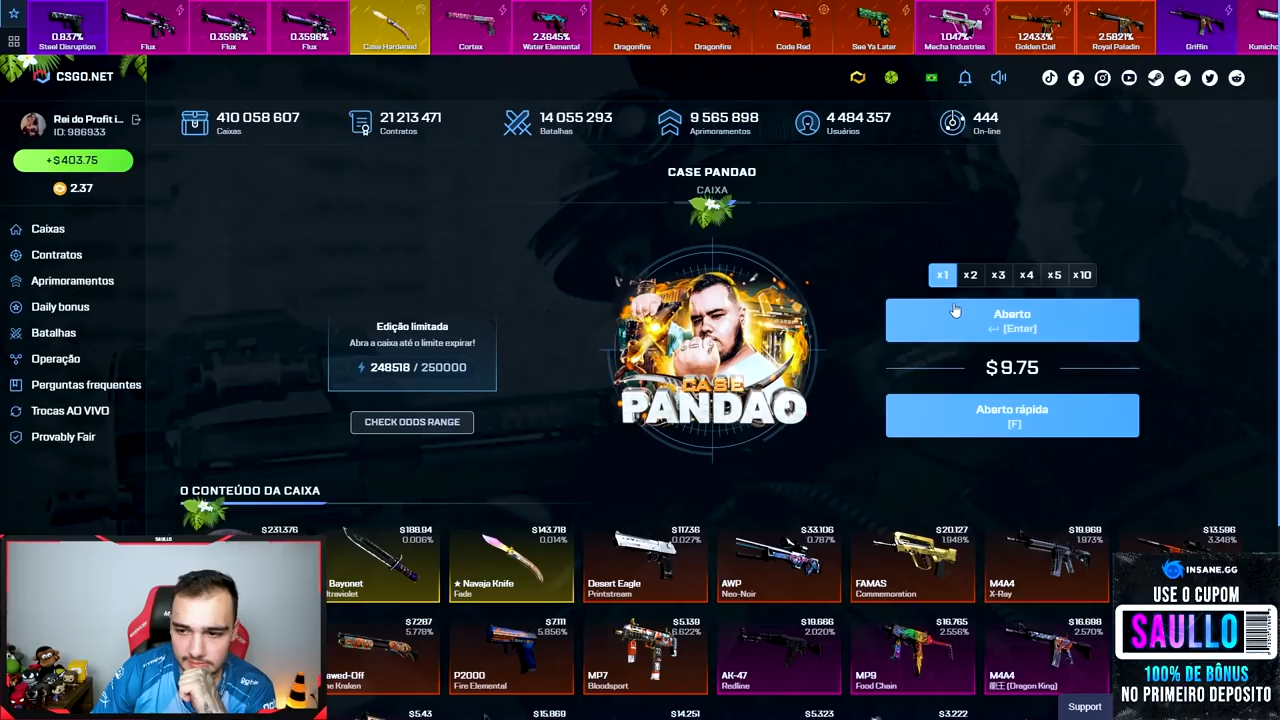 0.837%
Steel Disruption
Flux
0.3596%
Flux
0.3596%
Flux
Case Hardened
Cortex
2.3645%
Water Elemental
Dragonfire
Dragonfire
Code Red
See Ya Later
1.047%
Mecha Industries
1.2433%
Golden Coil
2.5821%
Royal Paladin
Griffin
CSGO.NET
Rei do Profit i...
ID: 986933
+$403.75
2.37
410 058 607
Caixas
21 213 471
Contratos
14 055 293
Batalhas
9 565 898
Aprimoramentos
4 484 357
Usuários
444
On-line
Caixas
Contratos
Aprimoramentos
Daily bonus
Batalhas
Operação
Perguntas frequentes
Trocas AO VIVO
Provably Fair
CASE PANDAO
CAIXA
Edição limitada
Abra a caixa até o limite expirar!
248518 / 250000
CHECK ODDS RANGE
CASE
PANDAO
x1 x2 x3 x4 x5 x10
Aberto
[Enter]
$9.75
Aberto rápida
[F]
O CONTEÚDO DA CAIXA
$231.376
$188.94
0.006%
Bayonet
$143.718
0.014%
★ Navaja Knife
Fade
$117.36
0.027%
Desert Eagle
Printstream
$33.106
0.787%
AWP
Neo-Noir
$20.127
1.948%
FAMAS
Commemoration
$19.969
1.973%
M4A4
X-Ray
$13.596
3.348%
$7.287
5.778%
awed-Off
he Kraken
$7.111
5.856%
P2000
Fire Elemental
$5.139
6.622%
MP7
Bloodsport
$19.666
2.020%
AK-47
Redline
$16.765
2.556%
MP9
Food Chain
$16.698
2.570%
M4A4
龍王 (Dragon King)
$5.43
$15.869
$14.251
$5.323
$3.222
SAULLO
INSANE.GG
USE O CUPOM
SAULLO
100% DE BÔNUS
NO PRIMEIRO DEPÓSITO
Support